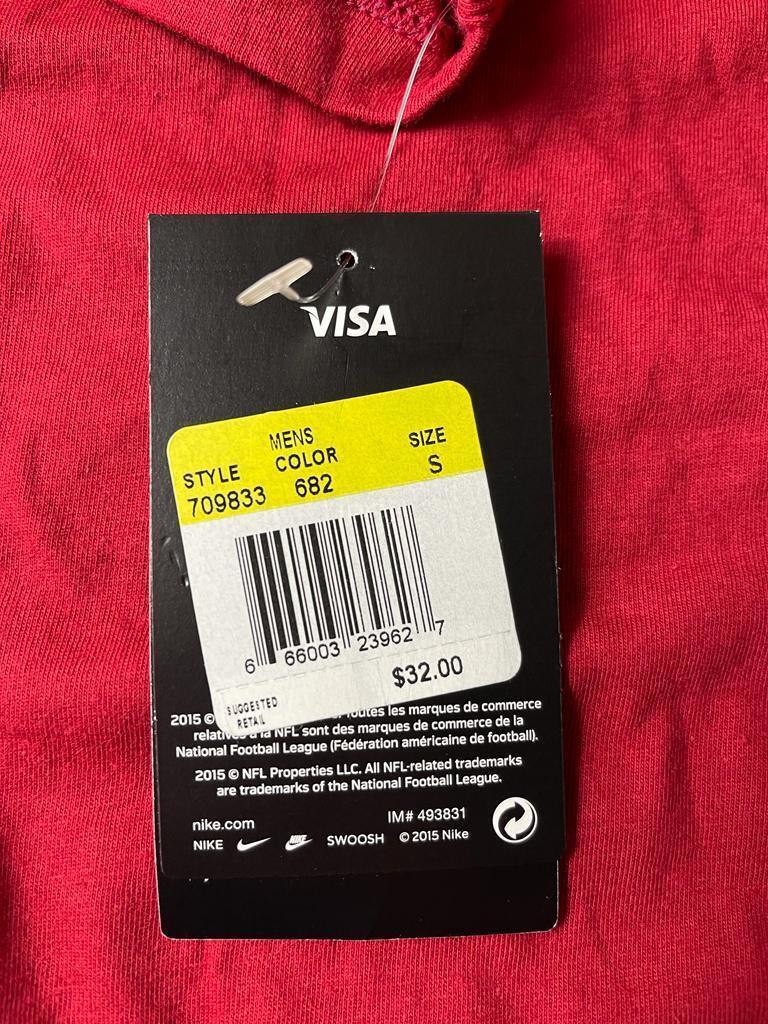 VISA
MENS
STYLE COLOR SIZE
709833 682 S
6 66003 23962 7
$32.00
SUGGESTED
RETAIL
2015 © les marques de commerce
à la NFL sont des marques de commerce de la
National Football League (Fédération américaine de football).
2015 © NFL Properties LLC. All NFL-related trademarks
are trademarks of the National Football League.
nike.com IM# 493831
NIKE NIKE SWOOSH © 2015 Nike